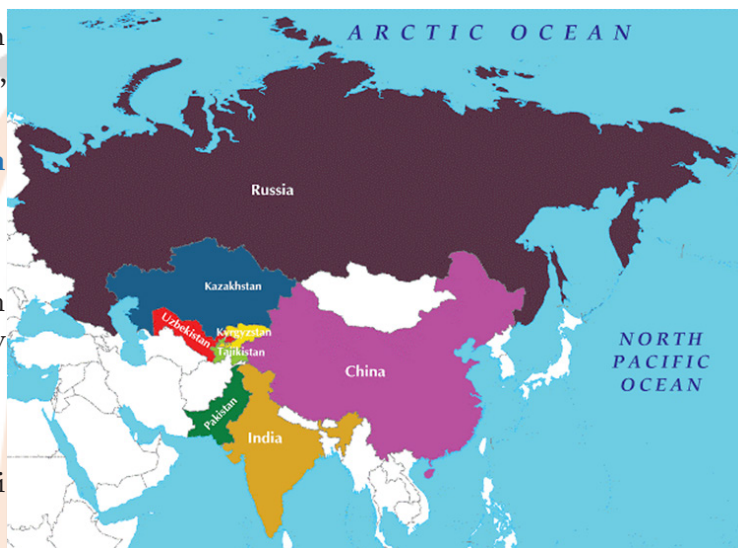 ARCTIC OCEAN
Russia
Kazakhstan
Uzbekistan
Kyrgyzstan
Tajikistan
China
Pakistan
India
NORTH
PACIFIC
OCEAN